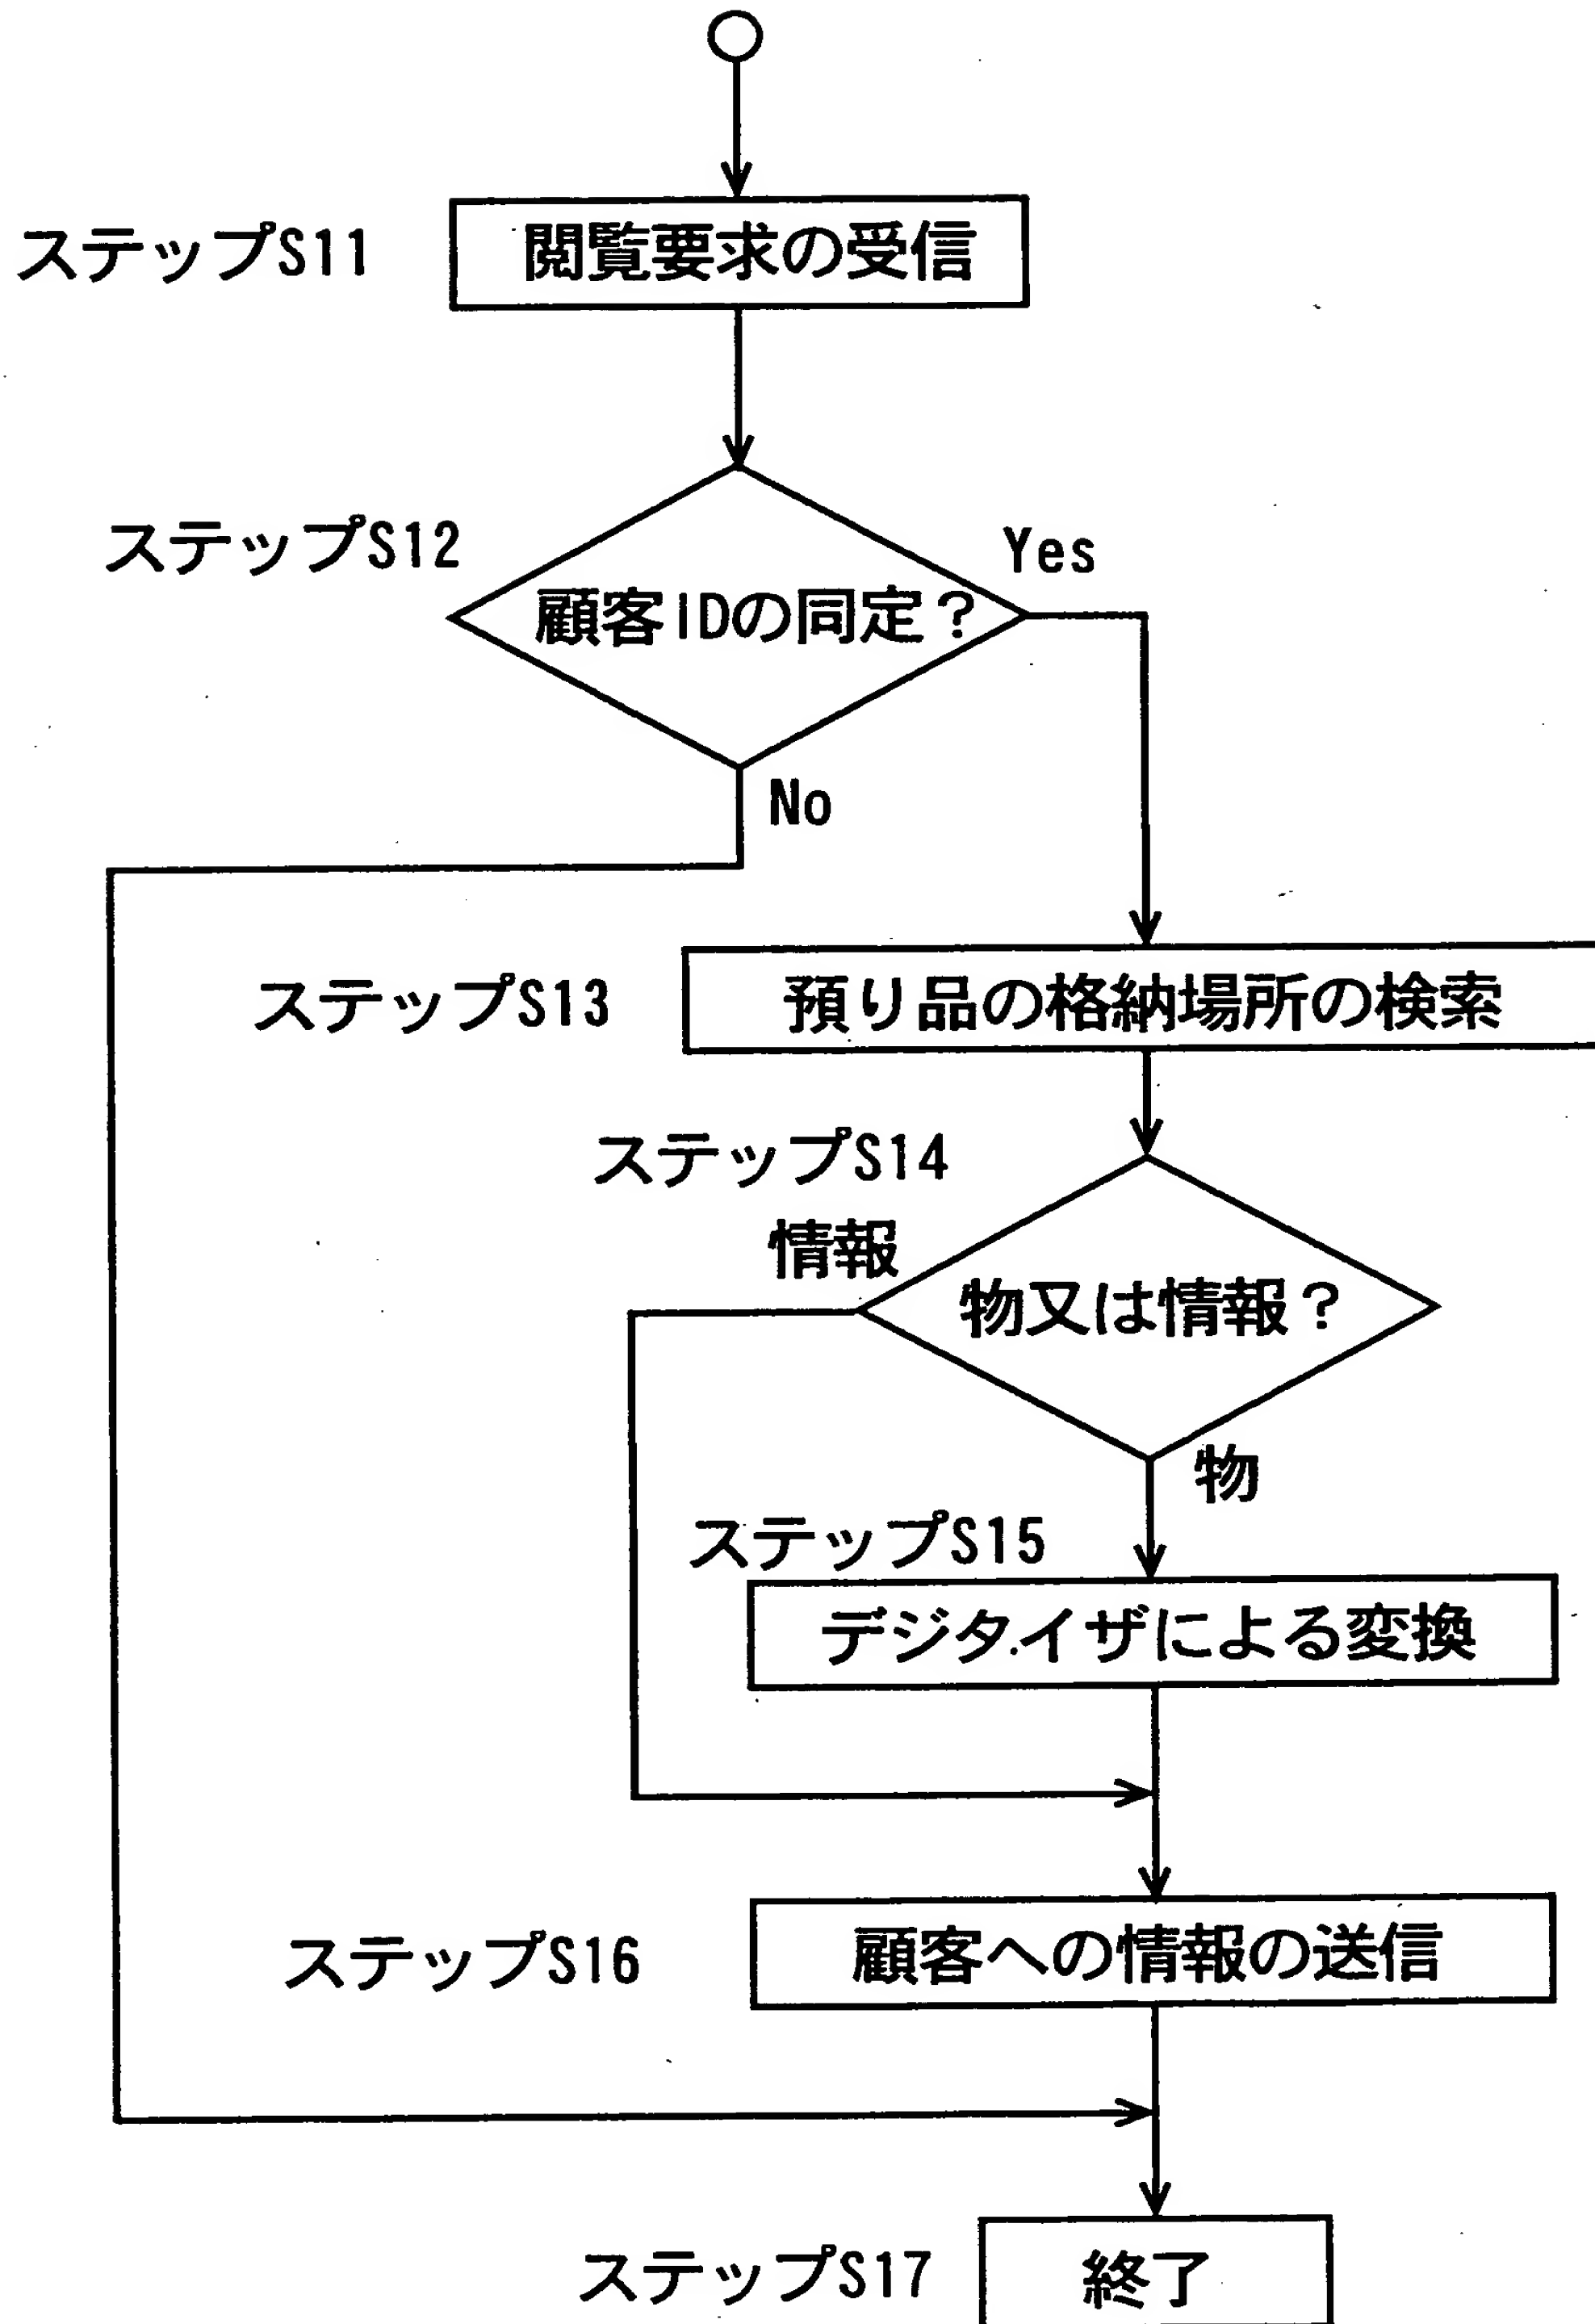 ステップS11
閲覧要求の受信
ステップS12
顧客IDの同定？
Yes
No
ステップS13
預り品の格納場所の検索
ステップS14
情報
物又は情報？
物
ステップS15
デジタイザによる変換
ステップS16
顧客への情報の送信
ステップS17
終了